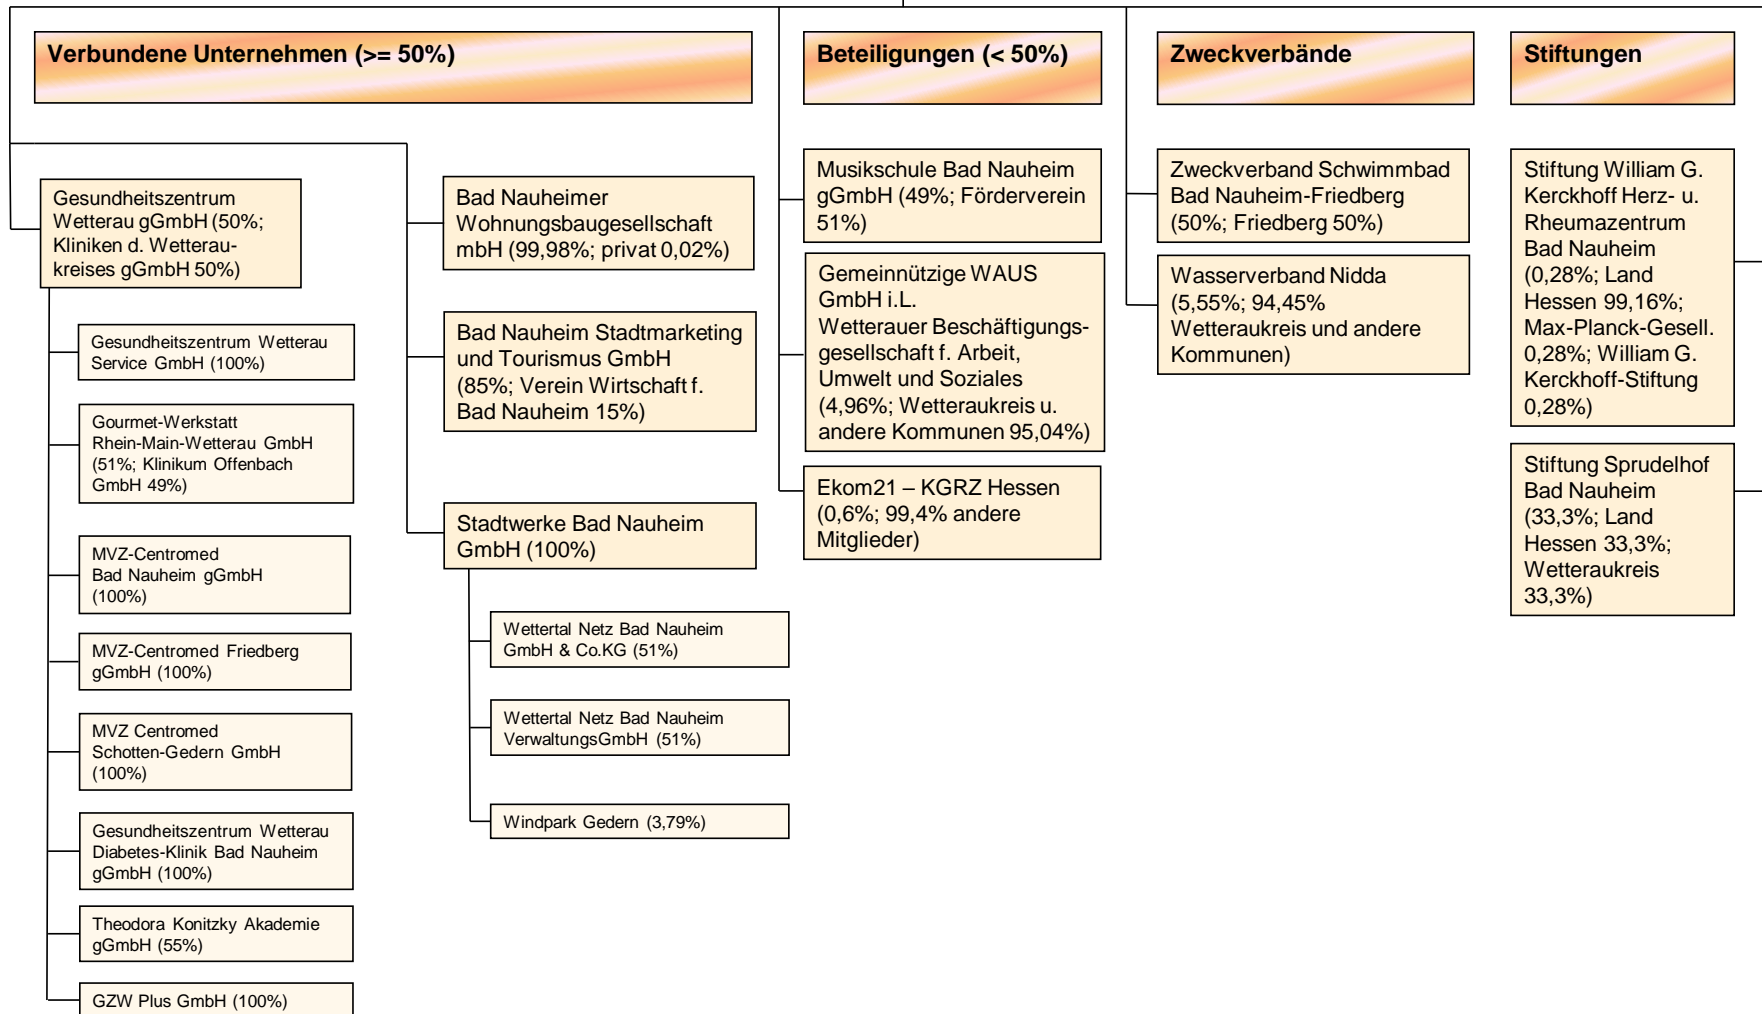 Verbundene Unternehmen (>= 50%)
Gesundheitszentrum
Wetterau gGmbH (50%;
Kliniken d. Wetterau-
kreises gGmbH 50%)
Gesundheitszentrum Wetterau
Service GmbH (100%)
Gourmet-Werkstatt
Rhein-Main-Wetterau GmbH
(51%; Klinikum Offenbach
GmbH 49%)
MVZ-Centromed
Bad Nauheim gGmbH
(100%)
MVZ-Centromed Friedberg
gGmbH (100%)
MVZ Centromed
Schotten-Gedern GmbH
(100%)
Gesundheitszentrum Wetterau
Diabetes-Klinik Bad Nauheim
gGmbH (100%)
Theodora Konitzky Akademie
gGmbH (55%)
GZW Plus GmbH (100%)
Bad Nauheimer
Wohnungsbaugesellschaft
mbH (99,98%; privat 0,02%)
Bad Nauheim Stadtmarketing
und Tourismus GmbH
(85%; Verein Wirtschaft f.
Bad Nauheim 15%)
Stadtwerke Bad Nauheim
GmbH (100%)
Wettertal Netz Bad Nauheim
GmbH & Co.KG (51%)
Wettertal Netz Bad Nauheim
VerwaltungsGmbH (51%)
Windpark Gedern (3,79%)
Beteiligungen (< 50%)
Musikschule Bad Nauheim
gGmbH (49%; Förderverein
51%)
Gemeinnützige WAUS
GmbH i.L.
Wetterauer Beschäftigungs-
gesellschaft f. Arbeit,
Umwelt und Soziales
(4,96%; Wetteraukreis u.
andere Kommunen 95,04%)
Ekom21 – KGRZ Hessen
(0,6%; 99,4% andere
Mitglieder)
Zweckverbände
Zweckverband Schwimmbad
Bad Nauheim-Friedberg
(50%; Friedberg 50%)
Wasserverband Nidda
(5,55%; 94,45%
Wetteraukreis und andere
Kommunen)
Stiftungen
Stiftung William G.
Kerckhoff Herz- u.
Rheumazentrum
Bad Nauheim
(0,28%; Land
Hessen 99,16%;
Max-Planck-Gesell.
0,28%; William G.
Kerckhoff-Stiftung
0,28%)
Stiftung Sprudelhof
Bad Nauheim
(33,3%; Land
Hessen 33,3%;
Wetteraukreis
33,3%)